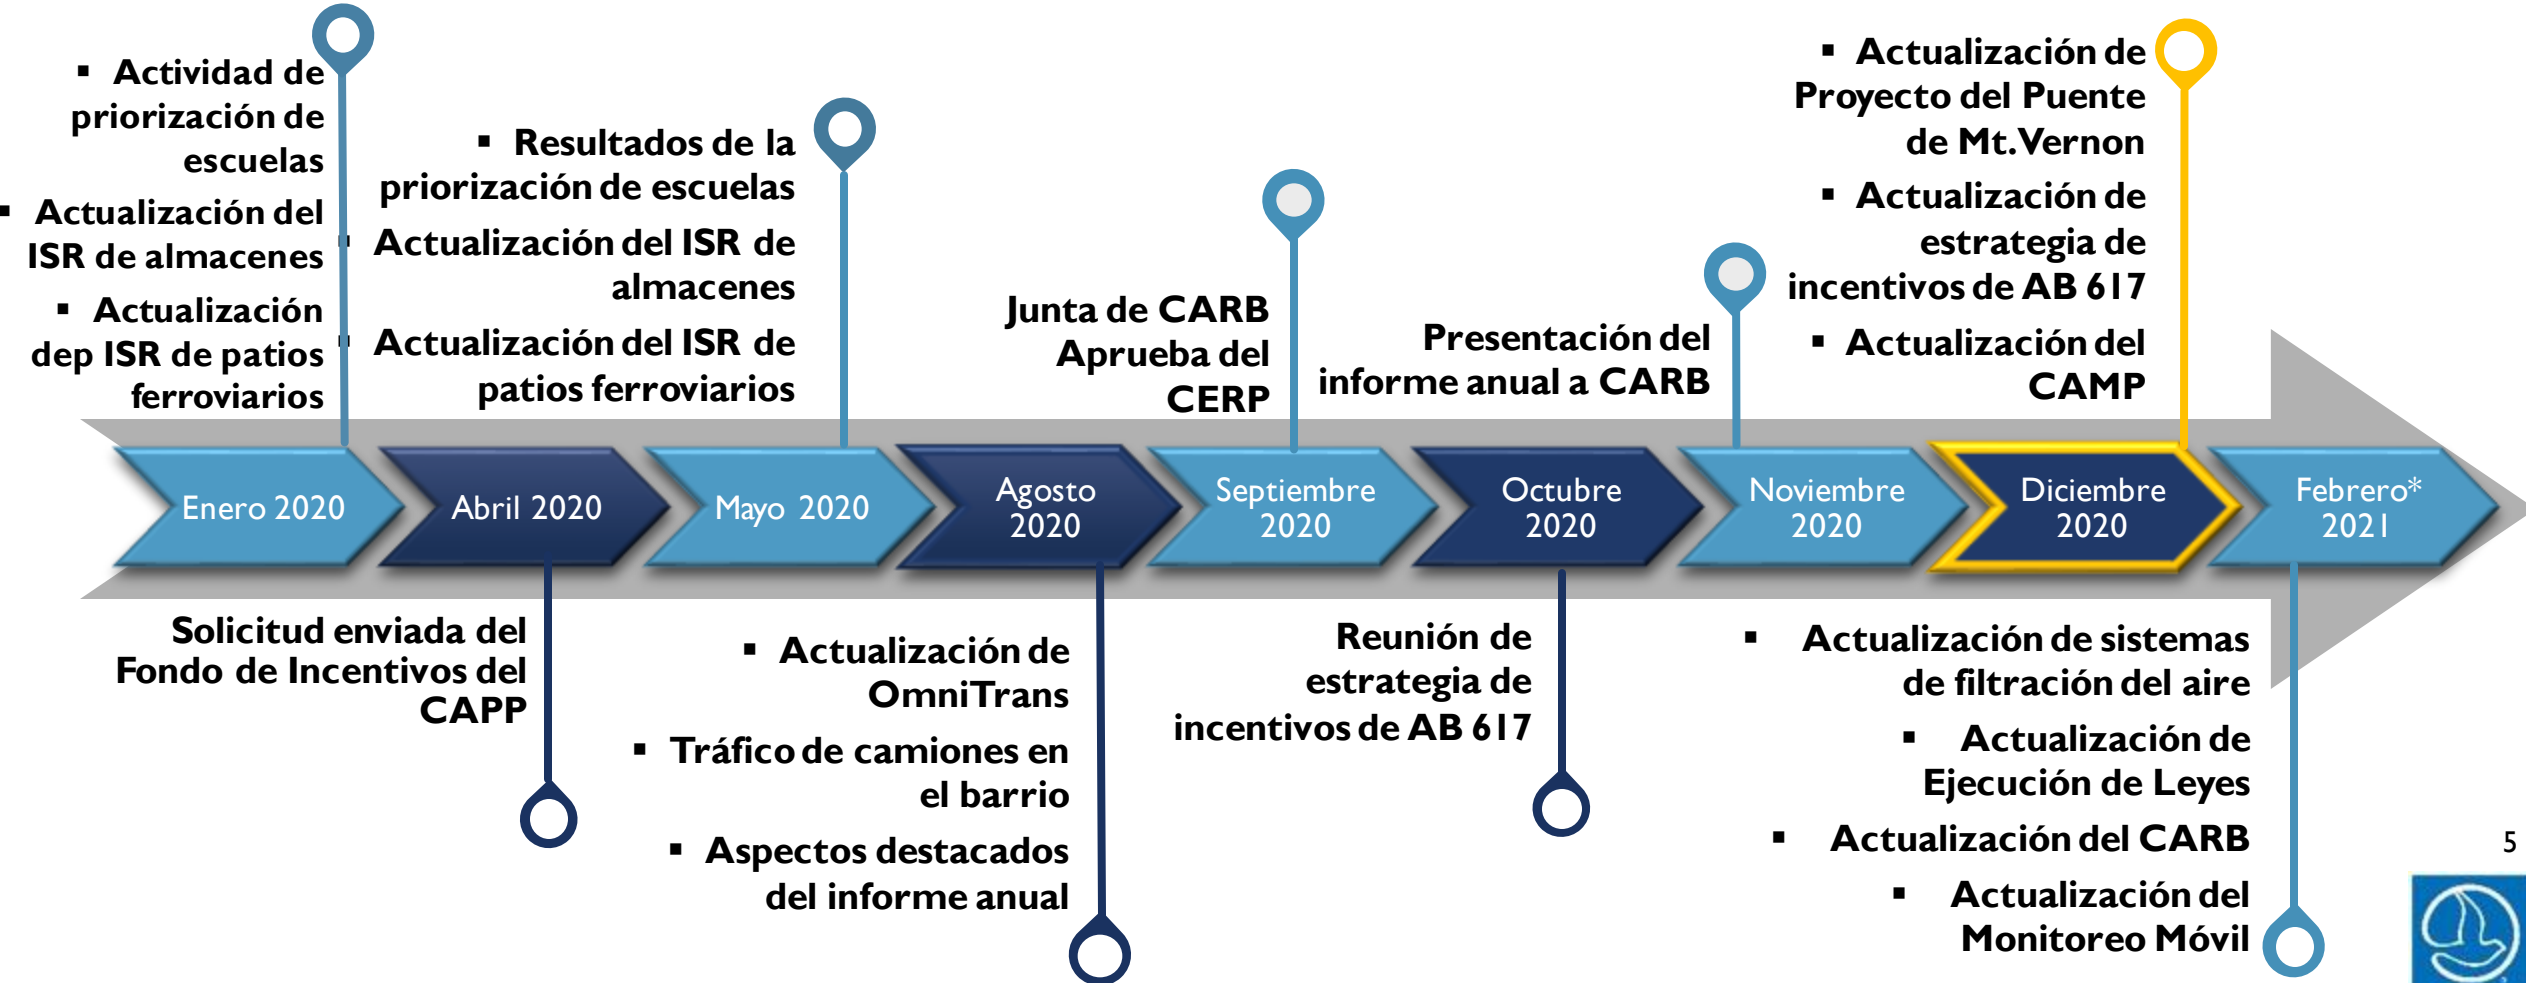 ▪ Actividad de
priorización de
escuelas
▪ Actualización del
ISR de almacenes
▪ Actualización
dep ISR de patios
ferroviarios
▪ Resultados de la
priorización de escuelas
▪ Actualización del ISR de
almacenes
▪ Actualización del ISR de
patios ferroviarios
Junta de CARB
Aprueba del
CERP
Presentación del
informe anual a CARB
▪ Actualización de
Proyecto del Puente
de Mt. Vernon
▪ Actualización de
estrategia de
incentivos de AB 617
▪ Actualización del
CAMP
Enero 2020
Abril 2020
Mayo 2020
Agosto
2020
Septiembre
2020
Octubre
2020
Noviembre
2020
Diciembre
2020
Febrero*
2021
Solicitud enviada del
Fondo de Incentivos del
CAPP
▪ Actualización de
OmniTrans
▪ Tráfico de camiones en
el barrio
▪ Aspectos destacados
del informe anual
Reunión de
estrategia de
incentivos de AB 617
▪ Actualización de sistemas
de filtración del aire
▪ Actualización de
Ejecución de Leyes
▪ Actualización del CARB
▪ Actualización del
Monitoreo Móvil
5